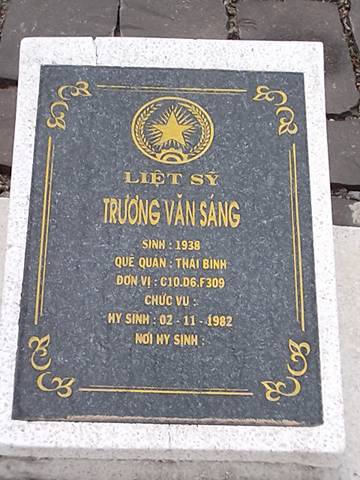 LIỆT SỸ
TRƯƠNG VĂN SÁNG
SINH : 1938
QUÊ QUÁN : THÁI BÌNH
ĐƠN VỊ : C10.D6.F309
CHỨC VỤ :
HY SINH : 02 - 11 - 1982
NƠI HY SINH :